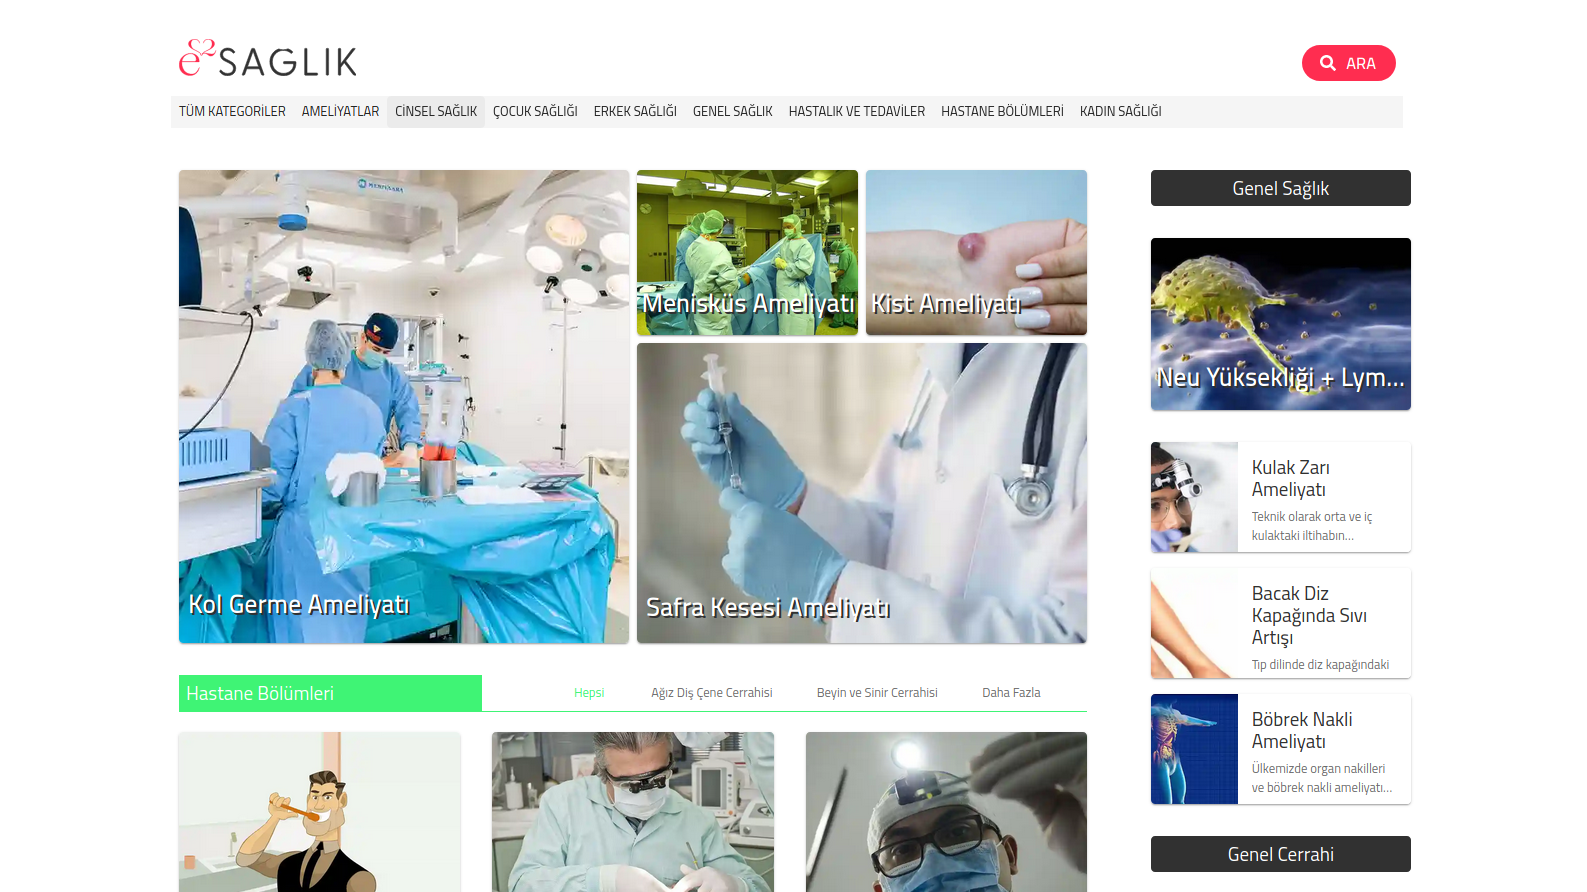 e SAGLIK
ARA
TÜM KATEGORİLER AMELİYATLAR CİNSEL SAĞLIK ÇOCUK SAĞLIĞI ERKEK SAĞLIĞI GENEL SAĞLIK HASTALIK VE TEDAVİLER HASTANE BÖLÜMLERİ KADIN SAĞLIĞI
Kol Germe Ameliyatı
Menisküs Ameliyatı
Kist Ameliyatı
Safra Kesesi Ameliyatı
Genel Sağlık
Neu Yüksekliği + Lym...
Kulak Zarı
Ameliyatı
Teknik olarak orta ve iç
kulaktaki iltihabın...
Bacak Diz
Kapağında Sıvı
Artışı
Tıp dilinde diz kapağındaki
Böbrek Nakli
Ameliyatı
Ülkemizde organ nakilleri
ve böbrek nakli ameliyatı...
Genel Cerrahi
Hastane Bölümleri
Hepsi Ağız Diş Çene Cerrahisi Beyin ve Sinir Cerrahisi Daha Fazla